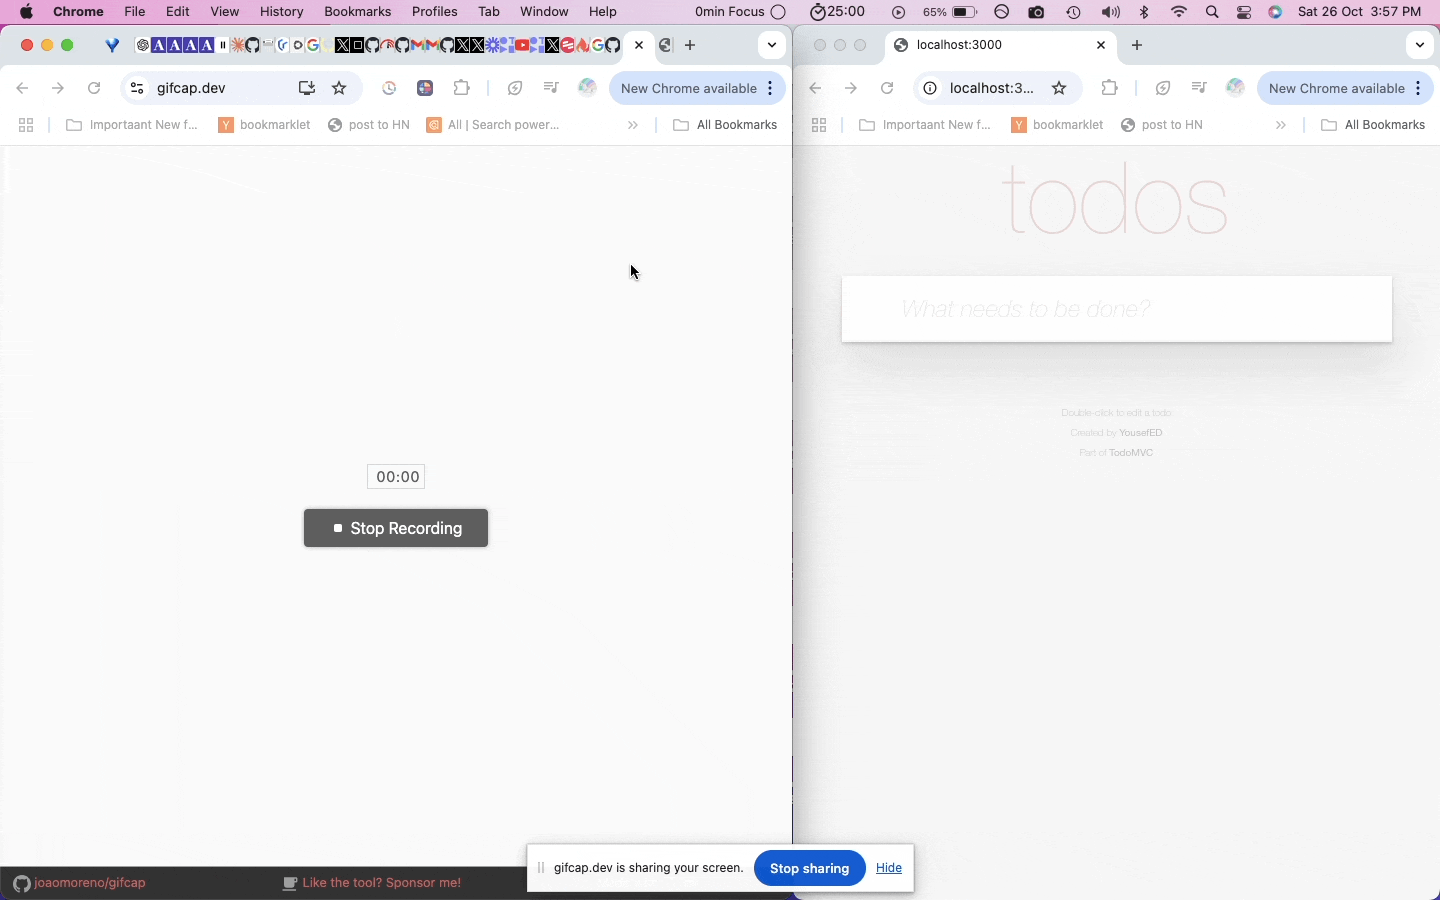 Chrome File Edit View History Bookmarks Profiles Tab Window Help 0min Focus 25:00 65% Sat 26 Oct 3:57 PM
gifcap.dev
New Chrome available
Importaant New f...
bookmarklet
post to HN
All | Search power...
All Bookmarks
00:00
Stop Recording
joaomoreno/gifcap
Like the tool? Sponsor me!
gifcap.dev is sharing your screen.
Stop sharing
Hide
localhost:3000
localhost:3...
New Chrome available
Importaant New f...
bookmarklet
post to HN
All Bookmarks
todos
What needs to be done?
Double-click to edit a todo
Created by YousefED
Part of TodoMVC